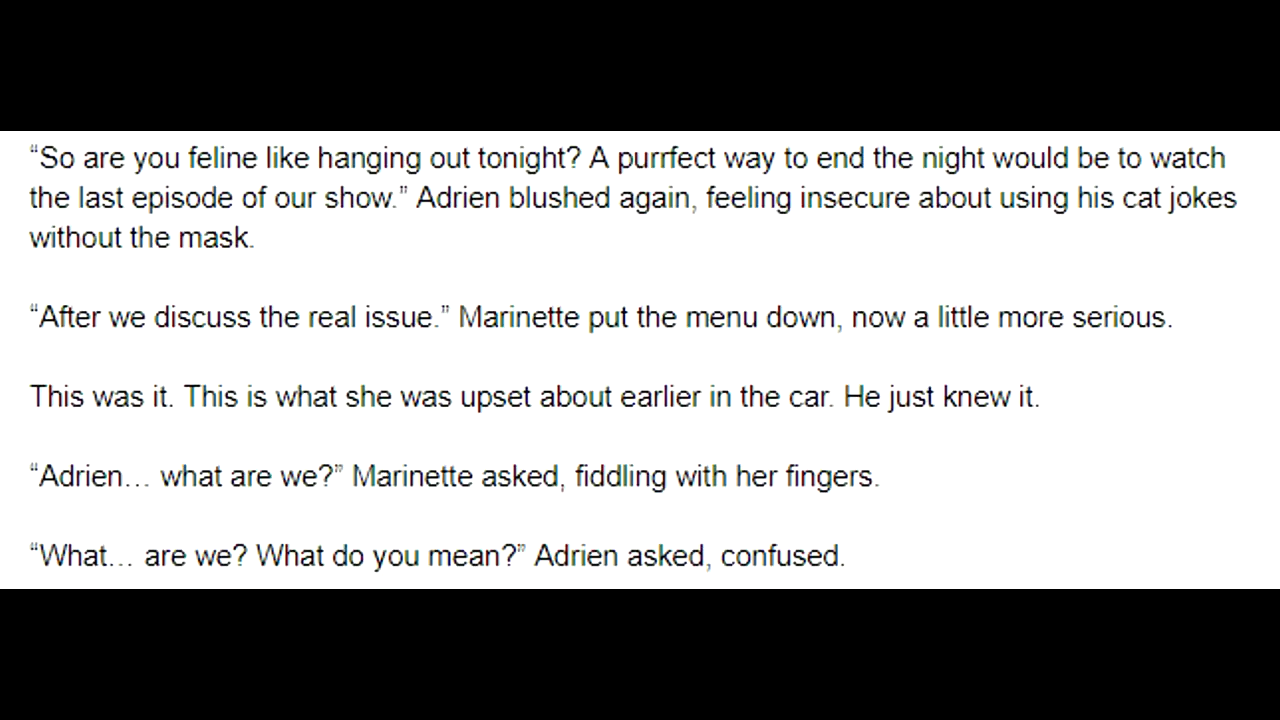 “So are you feline like hanging out tonight? A purrfect way to end the night would be to watch
the last episode of our show.” Adrien blushed again, feeling insecure about using his cat jokes
without the mask.
“After we discuss the real issue.” Marinette put the menu down, now a little more serious.
This was it. This is what she was upset about earlier in the car. He just knew it.
“Adrien… what are we?” Marinette asked, fiddling with her fingers.
“What… are we? What do you mean?” Adrien asked, confused.